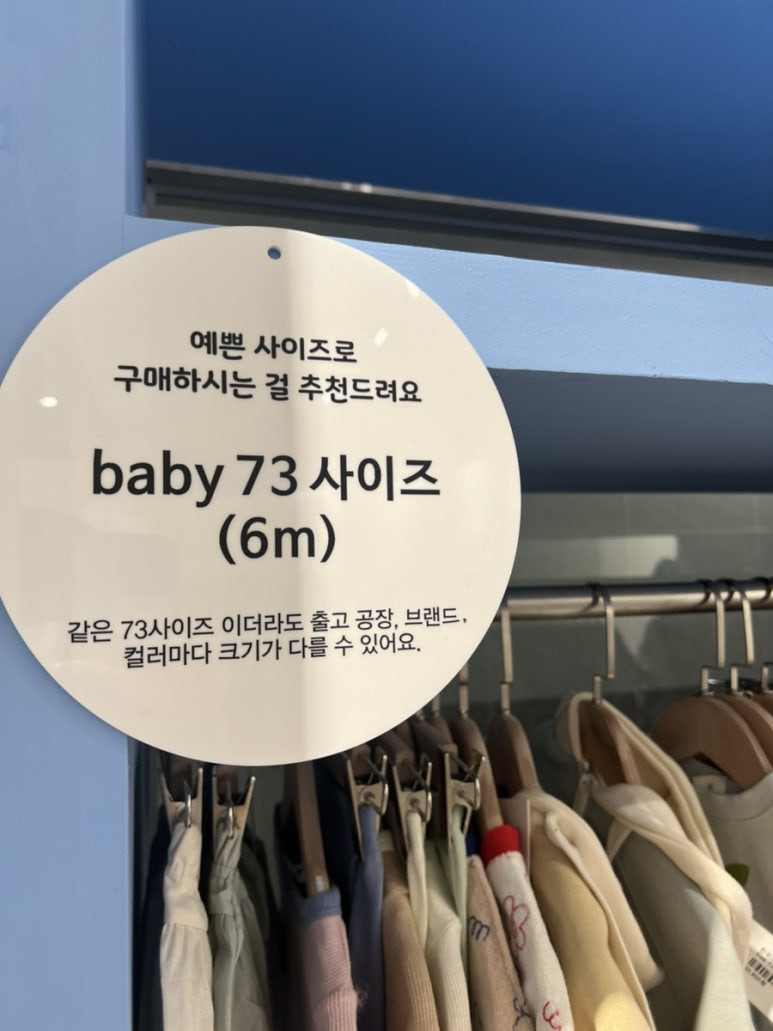 예쁜 사이즈로
구매하시는 걸 추천드려요
baby 73 사이즈
(6m)
같은 73사이즈 이더라도 출고 공장, 브랜드,
컬러마다 크기가 다를 수 있어요.